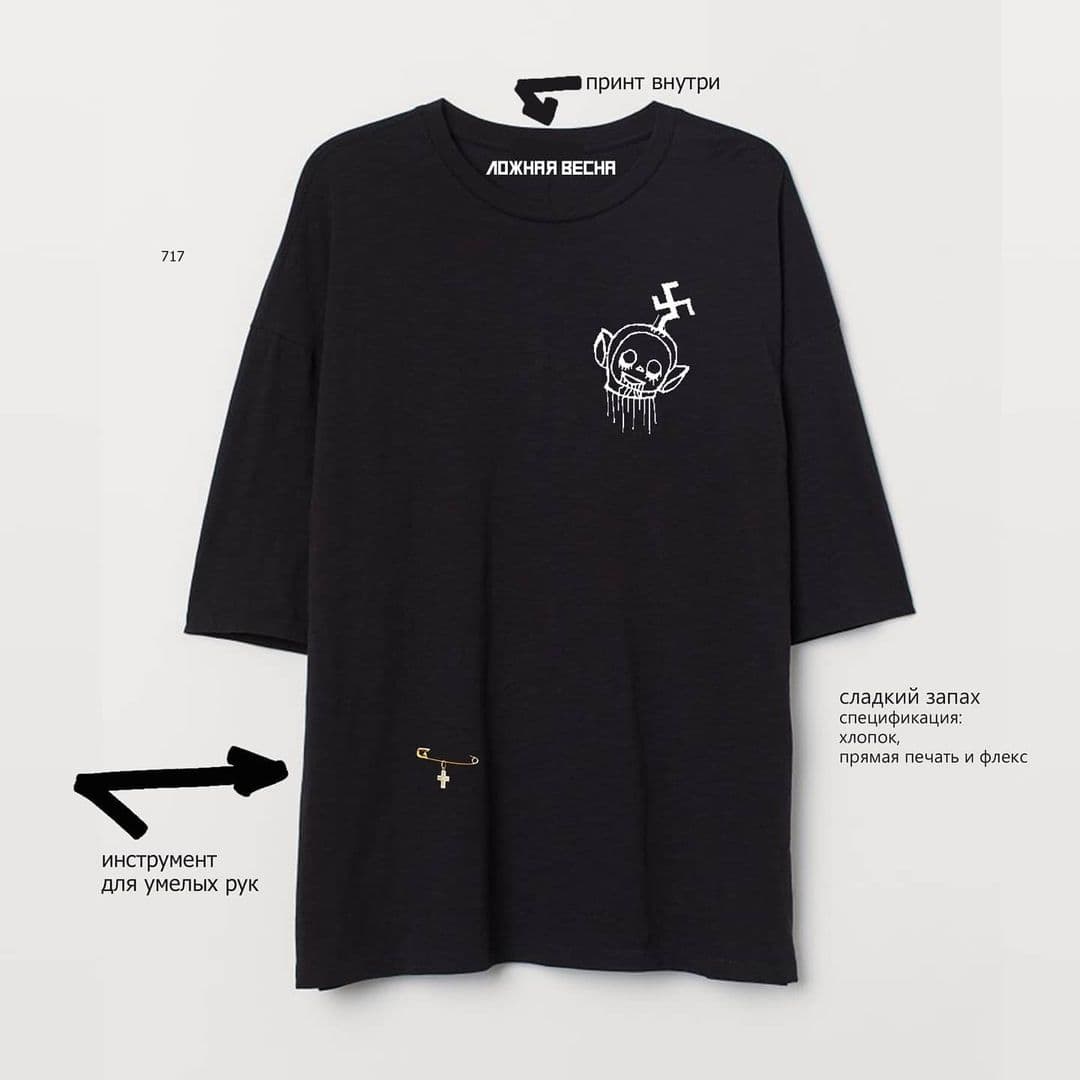 принт внутри
ЛОЖНАЯ ВЕСНА
717
сладкий запах
спецификация:
хлопок,
прямая печать и флекс
инструмент
для умелых рук